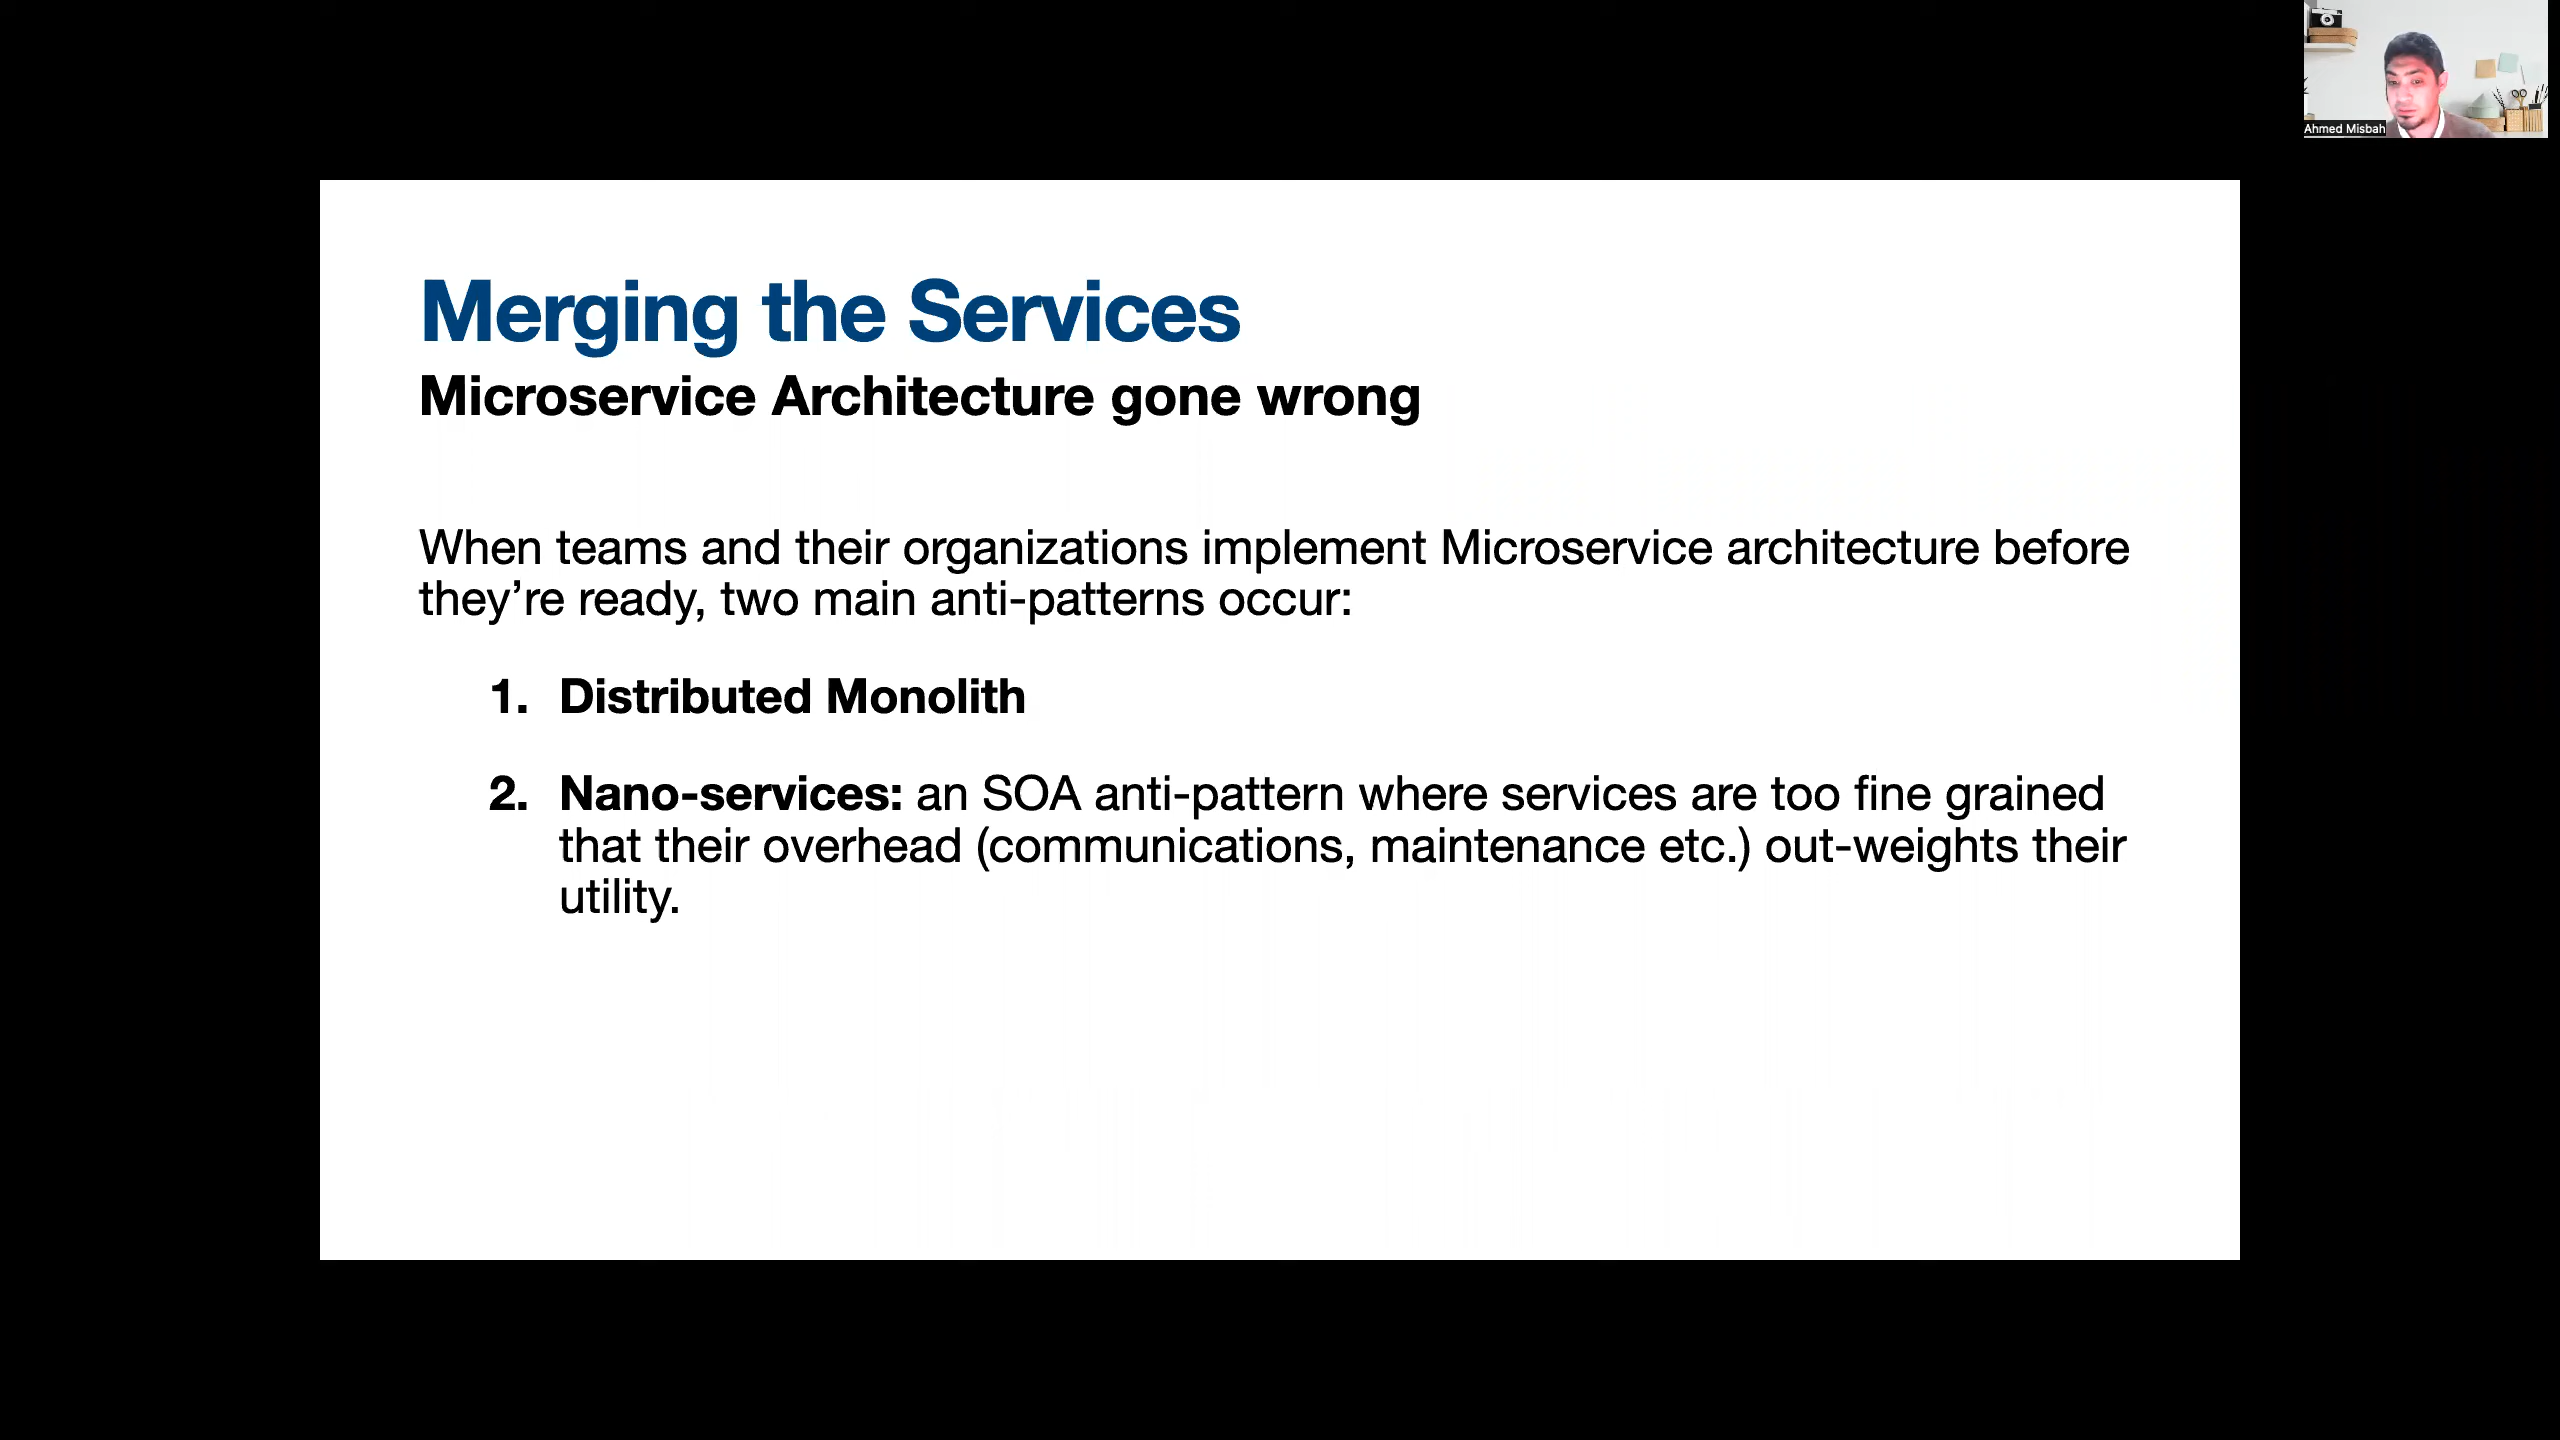 Ahmed Misbah
Merging the Services
Microservice Architecture gone wrong
When teams and their organizations implement Microservice architecture before
they’re ready, two main anti-patterns occur:
1. Distributed Monolith
2. Nano-services: an SOA anti-pattern where services are too fine grained
that their overhead (communications, maintenance etc.) out-weights their
utility.